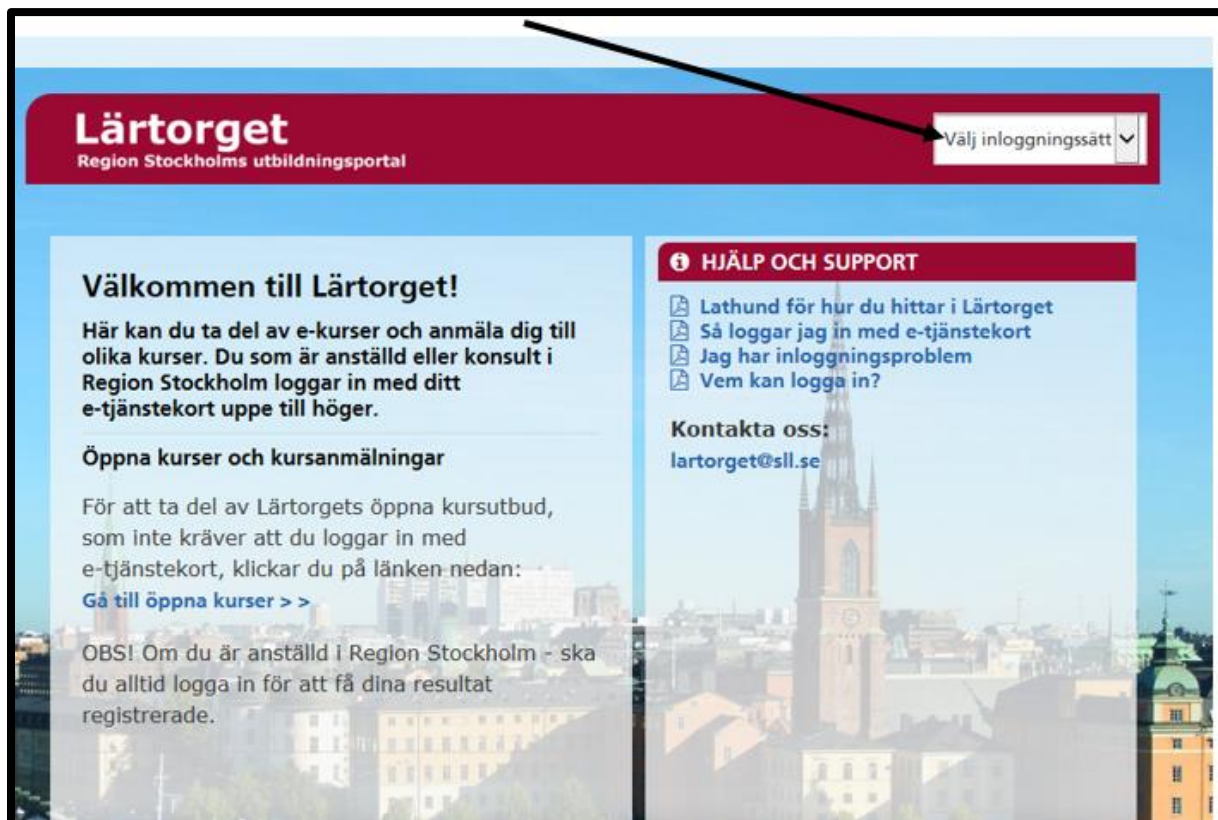 Lärtorget
Region Stockholms utbildningsportal
Välj inloggningssätt
Välkommen till Lärtorget!
Här kan du ta del av e-kurser och anmäla dig till
olika kurser. Du som är anställd eller konsult i
Region Stockholm loggar in med ditt
e-tjänstekort uppe till höger.
Öppna kurser och kursanmälningar
För att ta del av Lärtorgets öppna kursutbud,
som inte kräver att du loggar in med
e-tjänstekort, klickar du på länken nedan:
Gå till öppna kurser > >
OBS! Om du är anställd i Region Stockholm - ska
du alltid logga in för att få dina resultat
registrerade.
HJÄLP OCH SUPPORT
Lathund för hur du hittar i Lärtorget
Så loggar jag in med e-tjänstekort
Jag har inloggningsproblem
Vem kan logga in?
Kontakta oss:
lartorget@sll.se